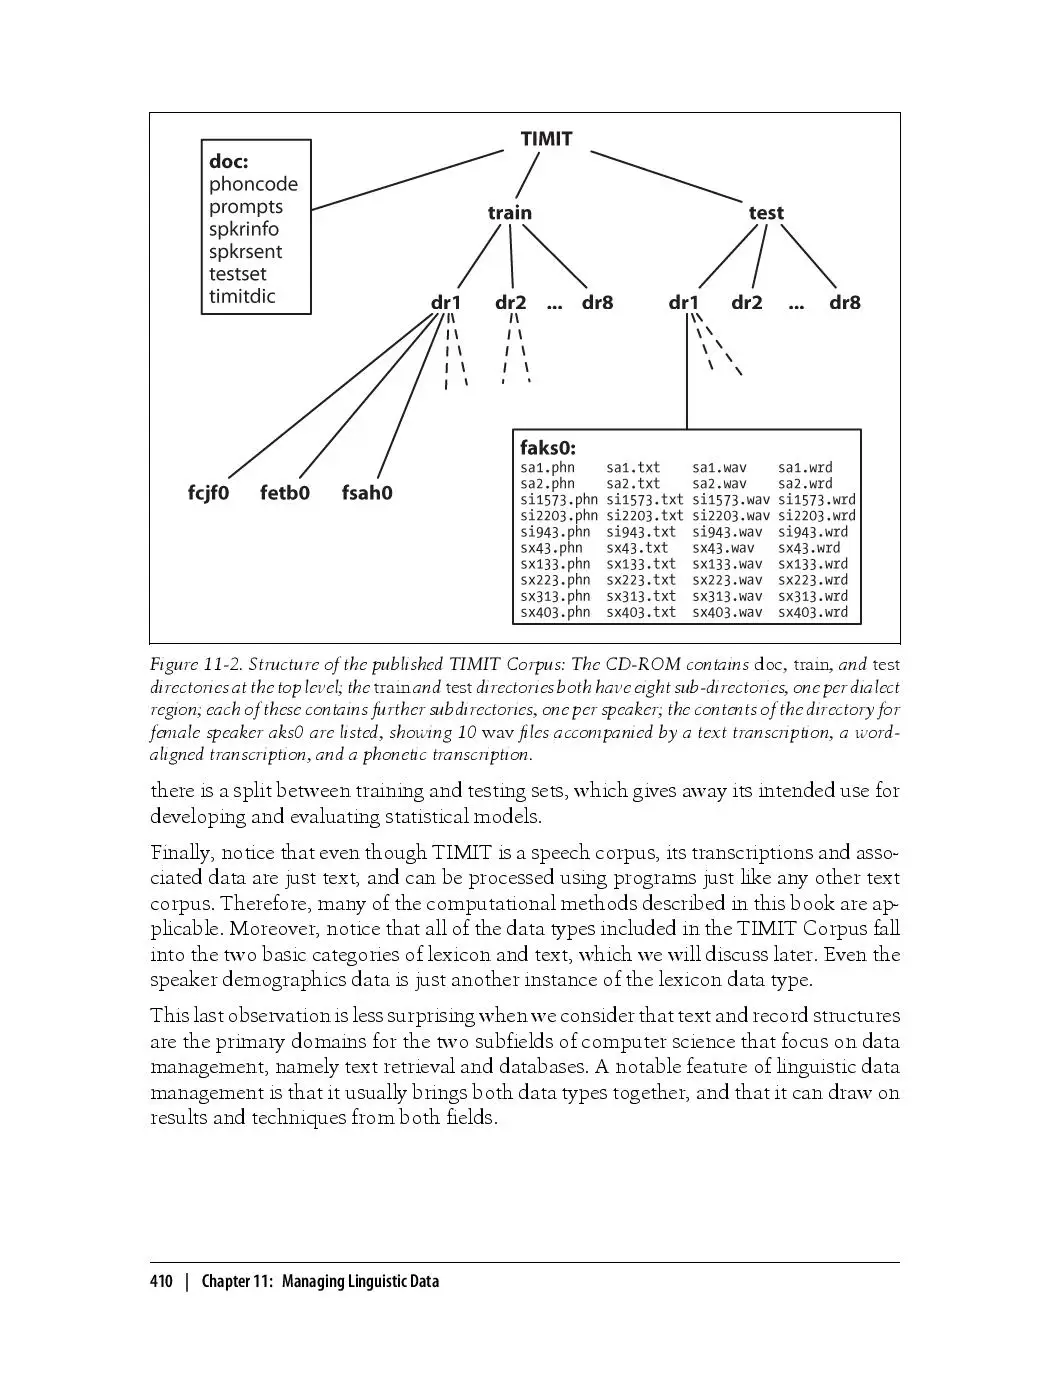 TIMIT
doc:
phoncode
prompts
spkrinfo
spkrsent
testset
timitdic
train
test
dr1 dr2 ... dr8
dr1 dr2 ... dr8
fcjf0 fetb0 fsah0
faks0:
sa1.phn sa1.txt sa1.wav sa1.wrd
sa2.phn sa2.txt sa2.wav sa2.wrd
si1573.phn si1573.txt si1573.wav si1573.wrd
si2203.phn si2203.txt si2203.wav si2203.wrd
si943.phn si943.txt si943.wav si943.wrd
sx43.phn sx43.txt sx43.wav sx43.wrd
sx133.phn sx133.txt sx133.wav sx133.wrd
sx223.phn sx223.txt sx223.wav sx223.wrd
sx313.phn sx313.txt sx313.wav sx313.wrd
sx403.phn sx403.txt sx403.wav sx403.wrd
Figure 11-2. Structure of the published TIMIT Corpus: The CD-ROM contains doc, train, and test
directories at the top level; the train and test directories both have eight sub-directories, one per dialect
region; each of these contains further subdirectories, one per speaker; the contents of the directory for
female speaker aks0 are listed, showing 10 wav files accompanied by a text transcription, a word-
aligned transcription, and a phonetic transcription.
there is a split between training and testing sets, which gives away its intended use for
developing and evaluating statistical models.
Finally, notice that even though TIMIT is a speech corpus, its transcriptions and asso-
ciated data are just text, and can be processed using programs just like any other text
corpus. Therefore, many of the computational methods described in this book are ap-
plicable. Moreover, notice that all of the data types included in the TIMIT Corpus fall
into the two basic categories of lexicon and text, which we will discuss later. Even the
speaker demographics data is just another instance of the lexicon data type.
This last observation is less surprising when we consider that text and record structures
are the primary domains for the two subfields of computer science that focus on data
management, namely text retrieval and databases. A notable feature of linguistic data
management is that it usually brings both data types together, and that it can draw on
results and techniques from both fields.
410 | Chapter 11: Managing Linguistic Data